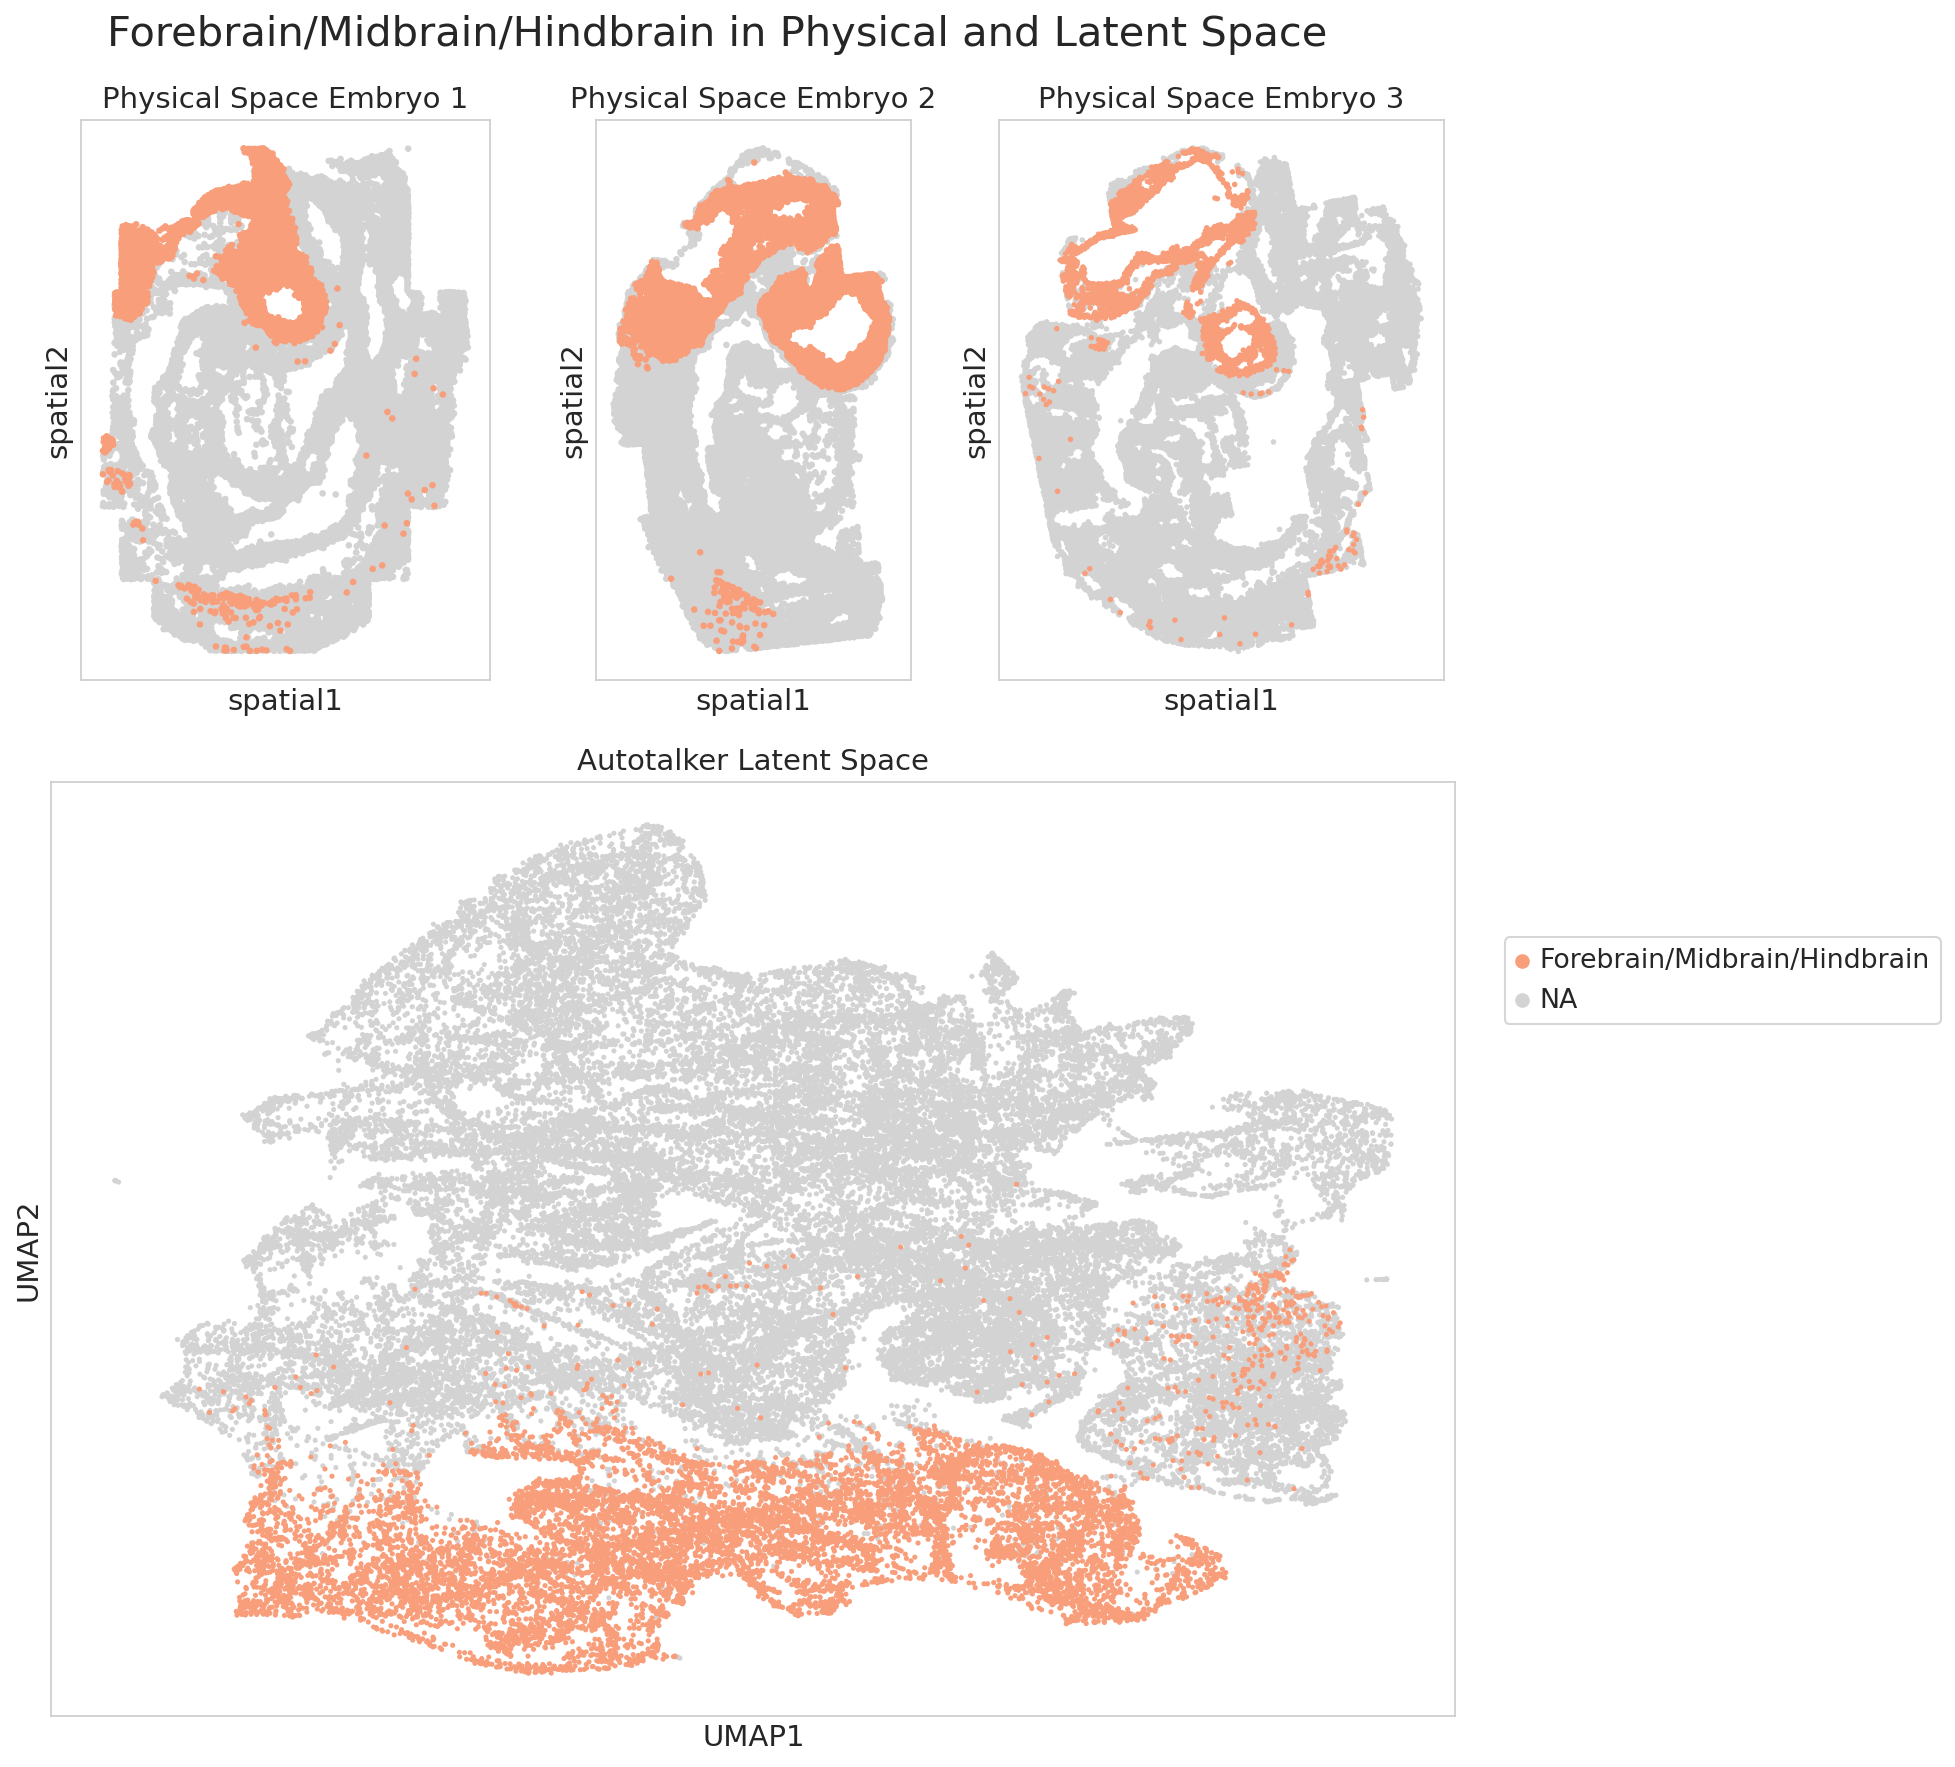 Forebrain/Midbrain/Hindbrain in Physical and Latent Space
Physical Space Embryo 1
Physical Space Embryo 2
Physical Space Embryo 3
spatial2
spatial2
spatial2
spatial1
spatial1
spatial1
Autotalker Latent Space
UMAP2
Forebrain/Midbrain/Hindbrain
NA
UMAP1